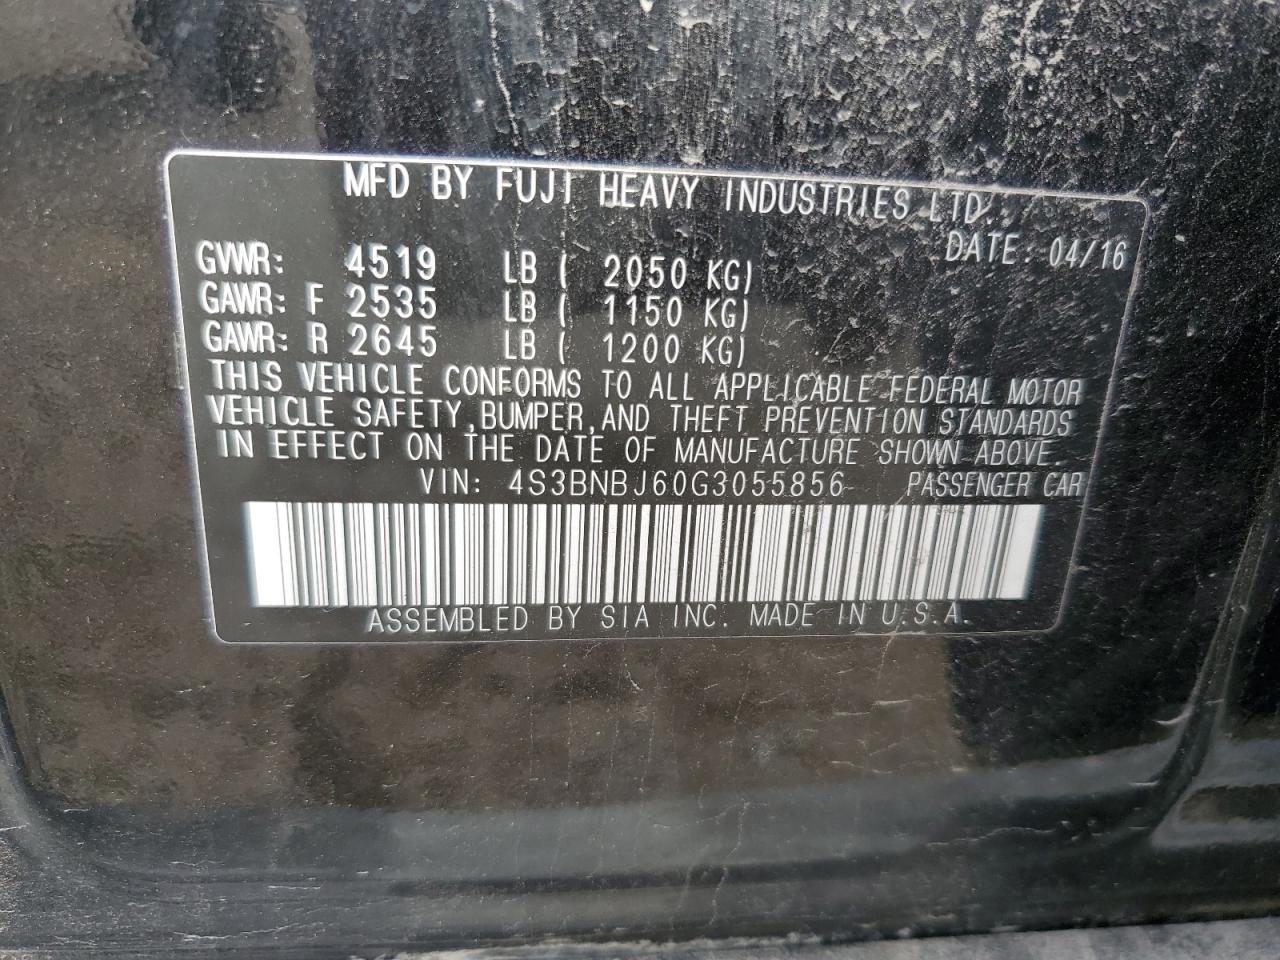 MFD BY FUJI HEAVY INDUSTRIES LTD.
DATE: 04/16
GVWR: 4519 LB ( 2050 KG)
GAWR: F 2535 LB ( 1150 KG)
GAWR: R 2645 LB ( 1200 KG)
THIS VEHICLE CONFORMS TO ALL APPLICABLE FEDERAL MOTOR
VEHICLE SAFETY, BUMPER, AND THEFT PREVENTION STANDARDS
IN EFFECT ON THE DATE OF MANUFACTURE SHOWN ABOVE.
VIN: 4S3BNBJ60G3055856 PASSENGER CAR
ASSEMBLED BY SIA INC. MADE IN U.S.A.